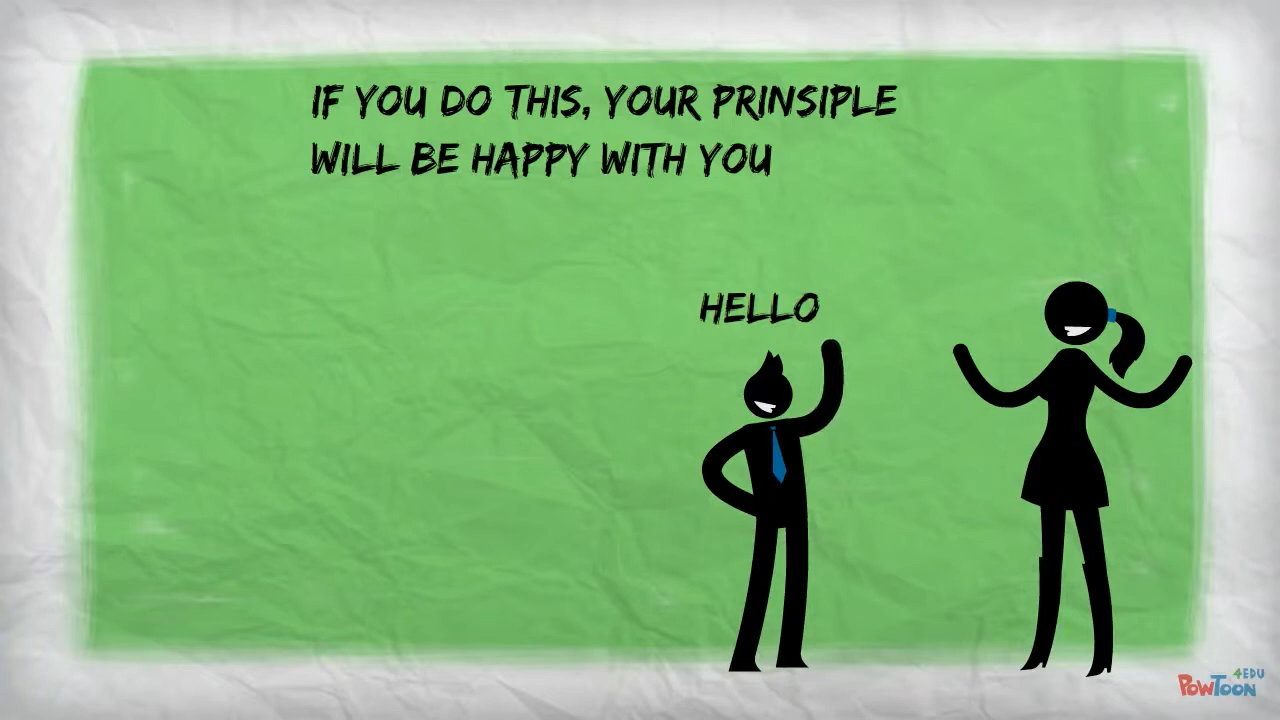 IF YOU DO THIS, YOUR PRINSIPLE
WILL BE HAPPY WITH YOU
HELLO
4EDU
POWTOON